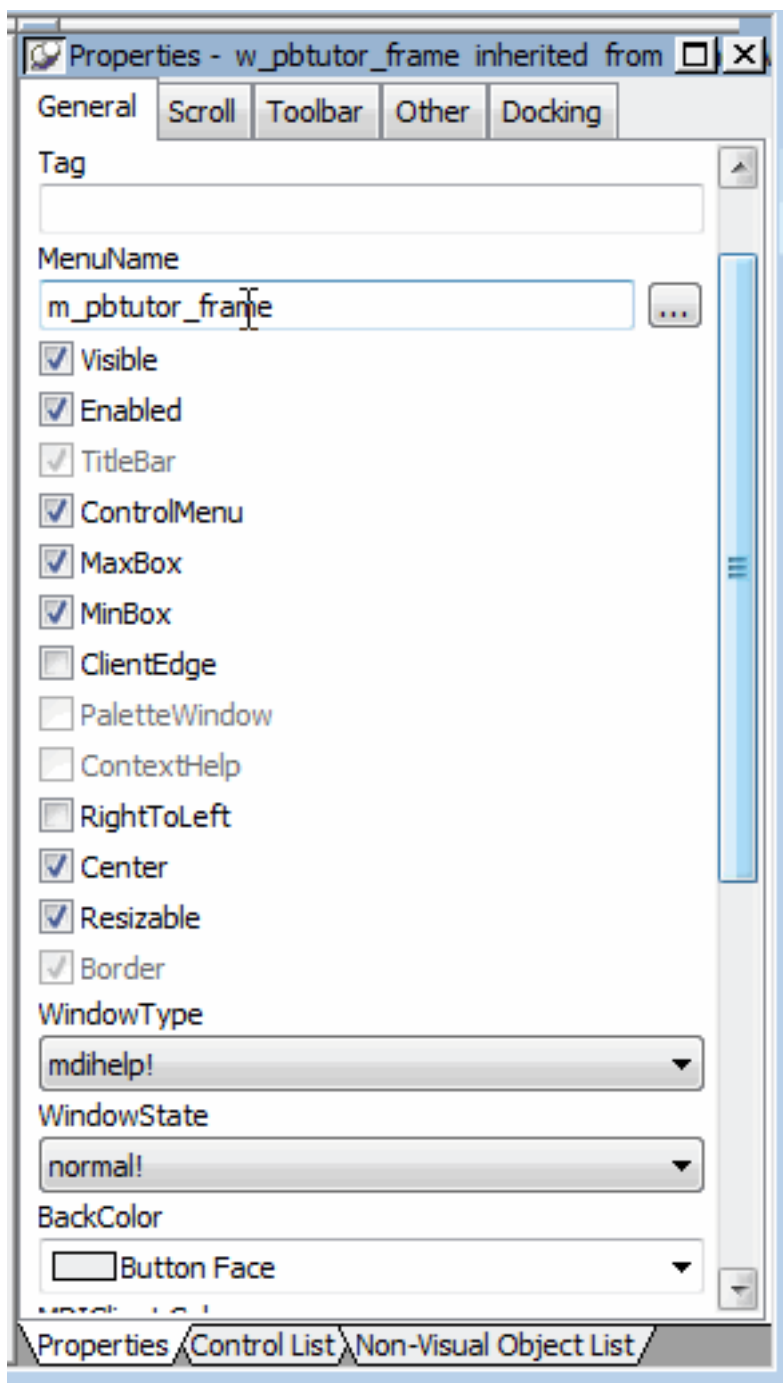 Properties - w_pbtutor_frame inherited from
General Scroll Toolbar Other Docking
Tag
MenuName
m_pbtutor_frame ...
Visible
Enabled
TitleBar
ControlMenu
MaxBox
MinBox
ClientEdge
PaletteWindow
ContextHelp
RightToLeft
Center
Resizable
Border
WindowType
mdihelp!
WindowState
normal!
BackColor
Button Face
Properties Control List Non-Visual Object List